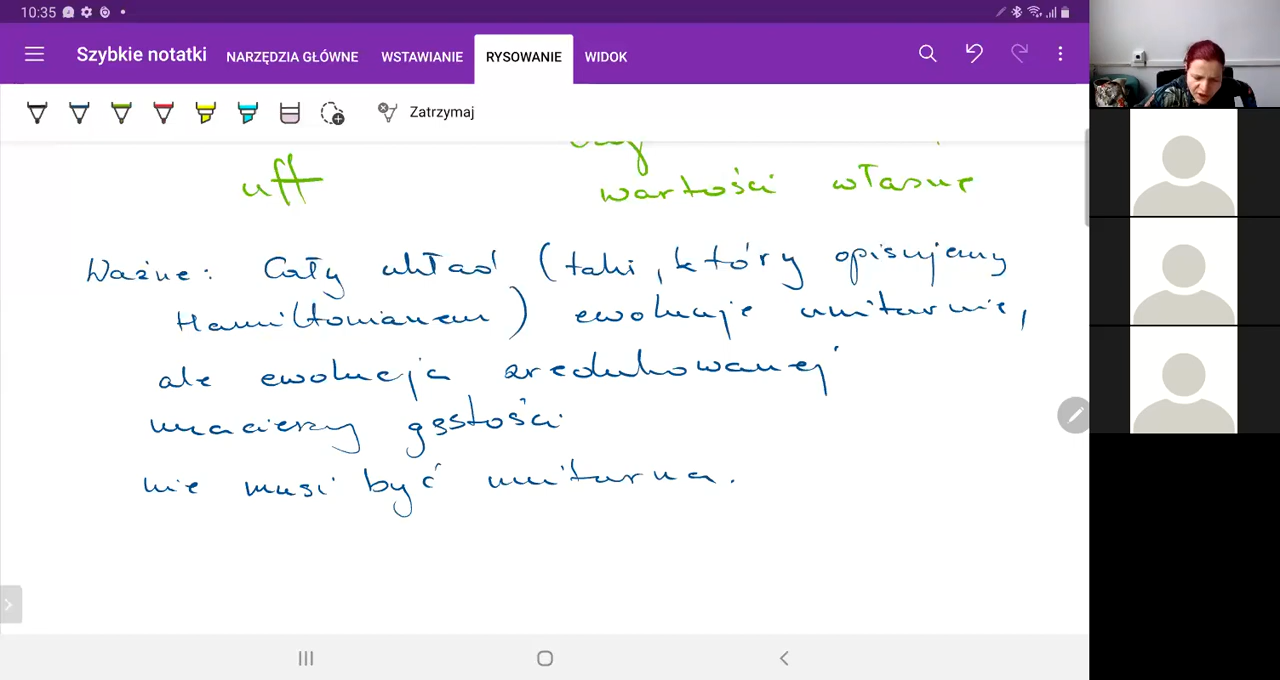 10:35
Szybkie notatki NARZĘDZIA GŁÓWNE WSTAWIANIE RYSOWANIE WIDOK
Zatrzymaj
uff
wartości własne
Ważne: Cały układ (taki, który opisujemy
Hamiltonianem) ewoluuje unitarnie,
ale ewolucja zredukowanej
macierzy gęstości
nie musi być unitarna.